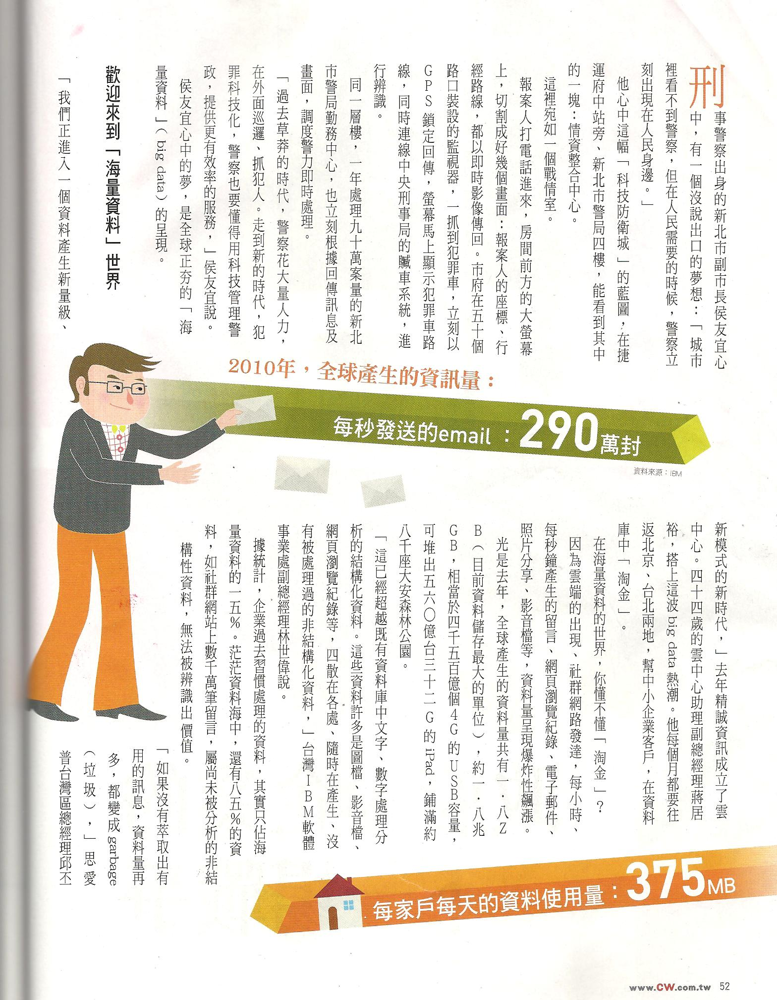 刑事警察出身的新北市副市長侯友宜心
中，有一個沒說出口的夢想：「城市
裡看不到警察，但在人民需要的時候，警察立
刻出現在人民身邊。」
他心中這幅「科技防衛城」的藍圖，在捷
運府中站旁、新北市警局四樓，能看到其中
的一塊：情資整合中心。
這裡宛如一個戰情室。
報案人打電話進來，房間前方的大螢幕
上，切割成好幾個畫面：報案人的座標、行
經路線，都以即時影像傳回。市府在五十個
路口裝設的監視器，一抓到犯罪車，立刻以
GPS鎖定回傳，螢幕馬上顯示犯罪車路
線，同時連線中央刑事局的贓車系統，進
行辨識。
同一層樓，一年處理九十萬案量的新北
市警局勤務中心，也立刻根據回傳訊息及
畫面，調度警力即時處理。
「過去草莽的時代，警察花大量人力，
在外面巡邏、抓犯人。走到新的時代，犯
罪科技化，警察也要懂得用科技管理警
政，提供更有效率的服務，」侯友宜說。
侯友宜心中的夢，是全球正夯的「海
量資料」（big data）的呈現。
歡迎來到「海量資料」世界
「我們正進入一個資料產生新量級、
2010年，全球產生的資訊量：
每秒發送的email：290萬封
資料來源：IBM
新模式的新時代，」去年精誠資訊成立了雲
中心。四十四歲的雲中心助理副總經理蔣居
裕，搭上這波big data熱潮。他每個月都要往
返北京、台北兩地，幫中小企業客戶，在資料
庫中「淘金」。
在海量資料的世界，你懂不懂「淘金」？
因為雲端的出現、社群網路發達，每小時、
每秒鐘產生的留言、網頁瀏覽紀錄、電子郵件、
照片分享、影音檔等，資料量呈現爆炸性飆漲。
光是去年，全球產生的資料量共有一．八Z
B（目前資料儲存最大的單位），約一．八兆
GB，相當於四千五百億個4G的USB容量，
可堆出五六〇億台三十二G的iPad，鋪滿約
八千座大安森林公園。
「這已經超越既有資料庫中文字、數字處理分
析的結構化資料。這些資料許多是圖檔、影音檔、
網頁瀏覽紀錄等，四散在各處、隨時在產生、沒
有被處理過的非結構化資料，」台灣IBM軟體
事業處副總經理林世偉說。
據統計，企業過去習慣處理的資料，其實只佔海
量資料的一五％。茫茫資料海中，還有八五％的資
料，如社群網站上數千萬筆留言，屬尚未被分析的非結
構性資料，無法被辨識出價值。
「如果沒有萃取出有
用的訊息，資料量再
多，都變成garbage
（垃圾），」思愛
普台灣區總經理邱丕
每家戶每天的資料使用量：375MB
www.CW.com.tw 52